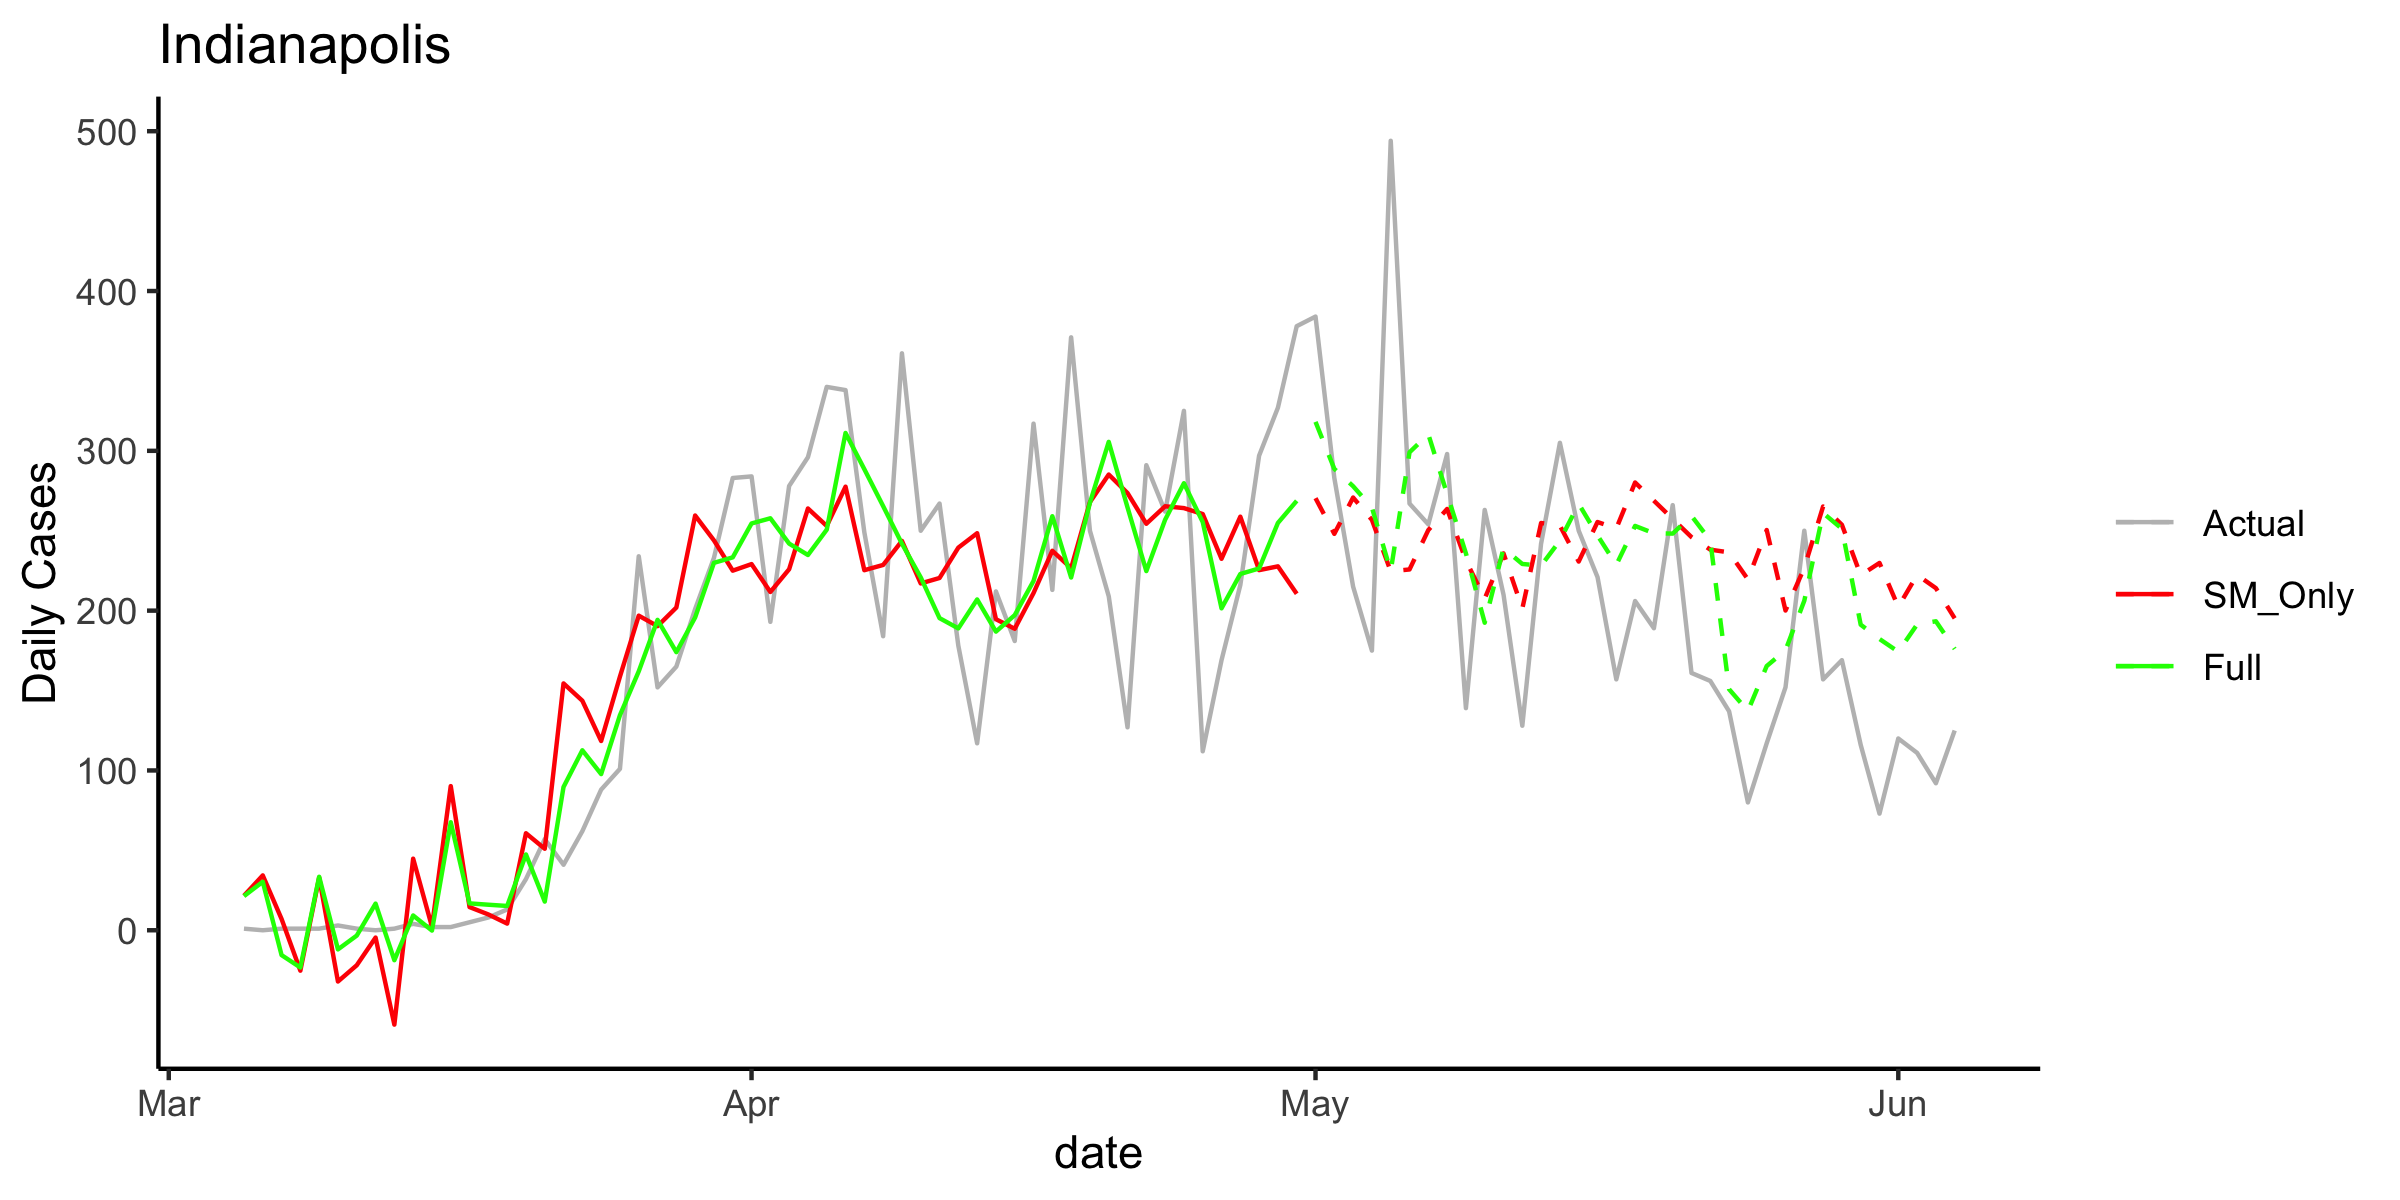 Indianapolis
500
400
300
200
100
0
Daily Cases
Mar
Apr
May
Jun
date
Actual
SM_Only
Full